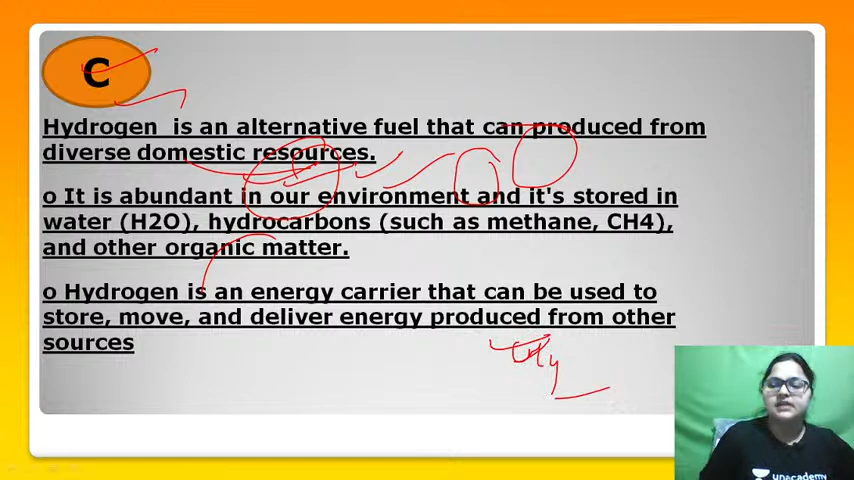 C
Hydrogen is an alternative fuel that can produced from
diverse domestic resources.
o It is abundant in our environment and it's stored in
water (H2O), hydrocarbons (such as methane, CH4),
and other organic matter.
o Hydrogen is an energy carrier that can be used to
store, move, and deliver energy produced from other
sources
unacademy